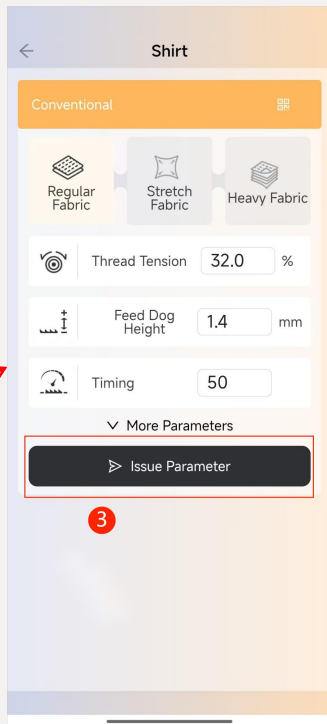 Shirt
Conventional
Regular
Fabric
Stretch
Fabric
Heavy Fabric
Thread Tension 32.0 %
Feed Dog
Height
1.4 mm
Timing 50
More Parameters
Issue Parameter
3